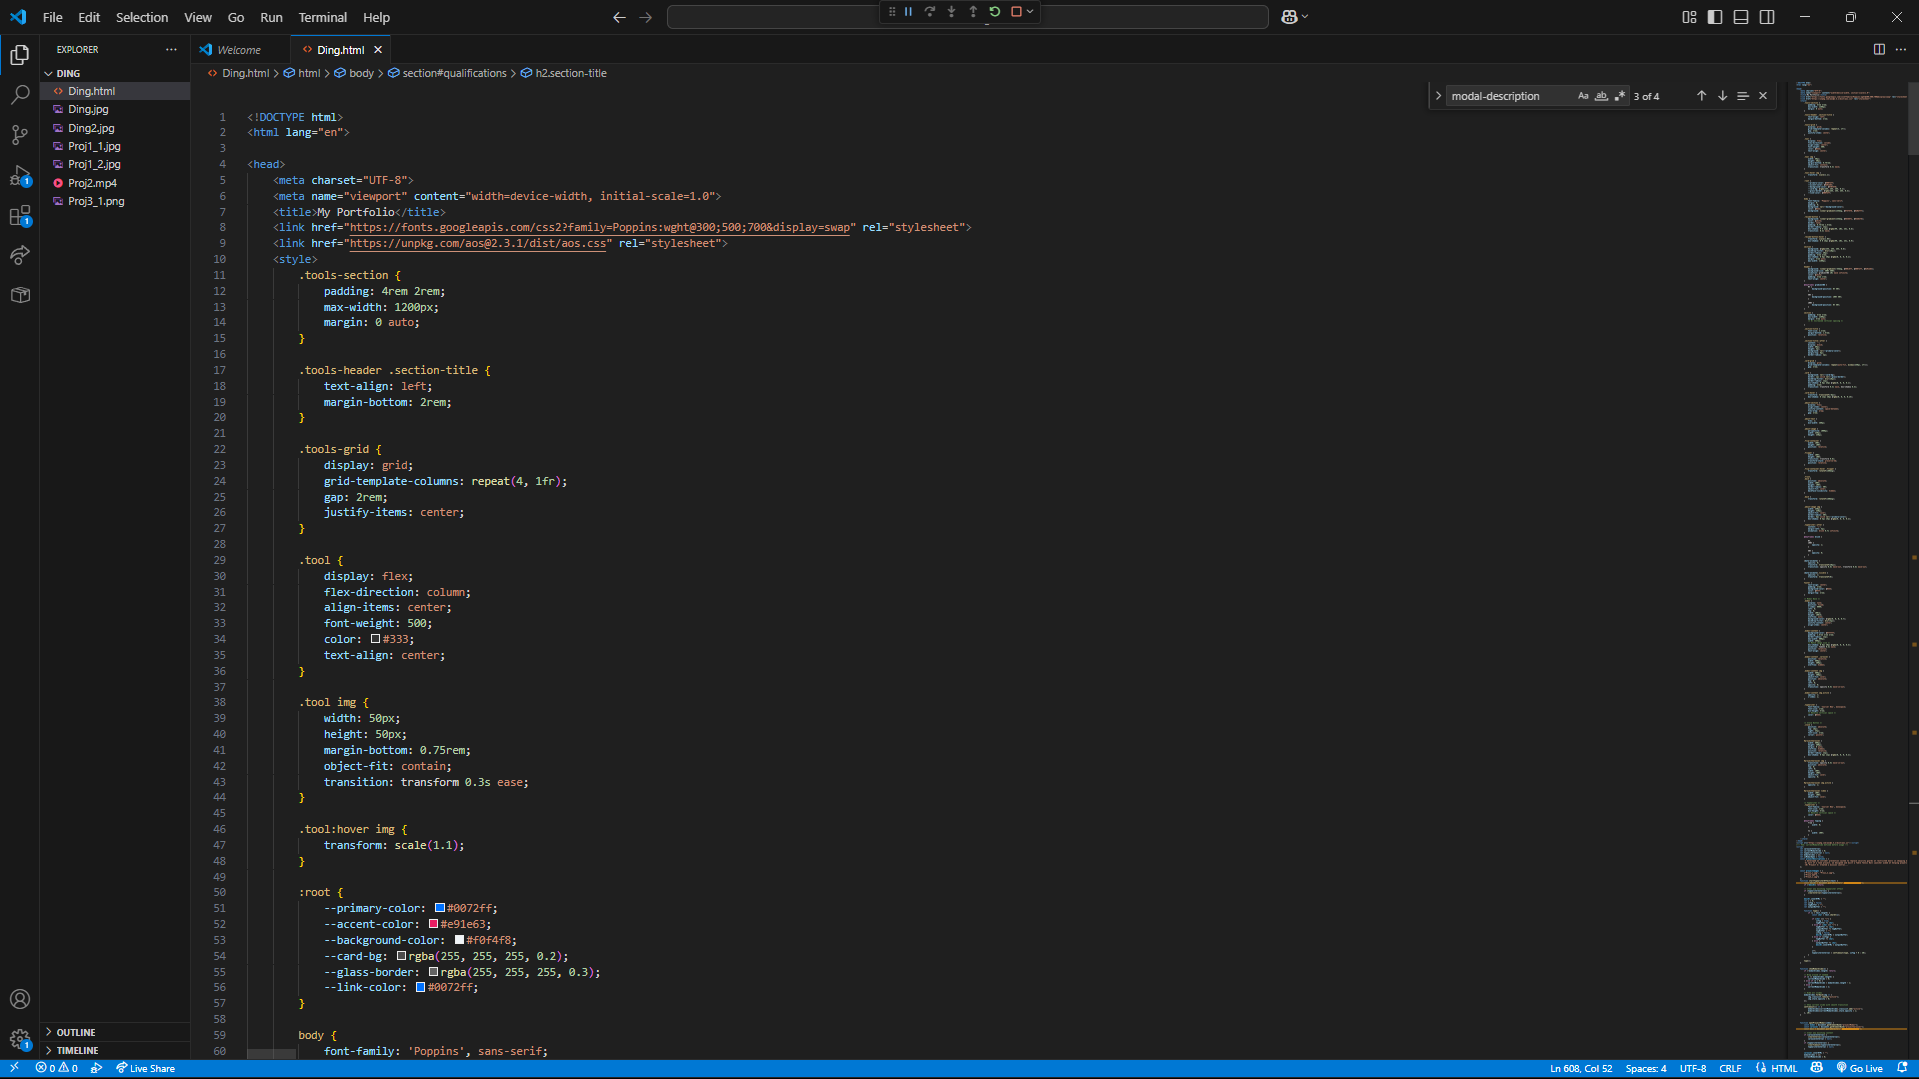 File Edit Selection View Go Run Terminal Help
EXPLORER
Welcome
Ding.html
DING
Ding.html > html > body > section#qualifications > h2.section-title
Ding.html
Ding.jpg
Ding2.jpg
Proj1_1.jpg
Proj1_2.jpg
Proj2.mp4
Proj3_1.png
modal-description Aa ab 3 of 4
1 <!DOCTYPE html>
2 <html lang="en">
3
4 <head>
5 <meta charset="UTF-8">
6 <meta name="viewport" content="width=device-width, initial-scale=1.0">
7 <title>My Portfolio</title>
8 <link href="https://fonts.googleapis.com/css2?family=Poppins:wght@300;500;700&display=swap" rel="stylesheet">
9 <link href="https://unpkg.com/aos@2.3.1/dist/aos.css" rel="stylesheet">
10 <style>
11 .tools-section {
12 padding: 4rem 2rem;
13 max-width: 1200px;
14 margin: 0 auto;
15 }
16
17 .tools-header .section-title {
18 text-align: left;
19 margin-bottom: 2rem;
20 }
21
22 .tools-grid {
23 display: grid;
24 grid-template-columns: repeat(4, 1fr);
25 gap: 2rem;
26 justify-items: center;
27 }
28
29 .tool {
30 display: flex;
31 flex-direction: column;
32 align-items: center;
33 font-weight: 500;
34 color: #333;
35 text-align: center;
36 }
37
38 .tool img {
39 width: 50px;
40 height: 50px;
41 margin-bottom: 0.75rem;
42 object-fit: contain;
43 transition: transform 0.3s ease;
44 }
45
46 .tool:hover img {
47 transform: scale(1.1);
48 }
49
50 :root {
51 --primary-color: #0072ff;
52 --accent-color: #e91e63;
53 --background-color: #f0f4f8;
54 --card-bg: rgba(255, 255, 255, 0.2);
55 --glass-border: rgba(255, 255, 255, 0.3);
56 --link-color: #0072ff;
57 }
58
59 body {
60 font-family: 'Poppins', sans-serif;
1
1
1
OUTLINE
TIMELINE
0 0 Live Share
Ln 608, Col 52 Spaces: 4 UTF-8 CRLF HTML Go Live